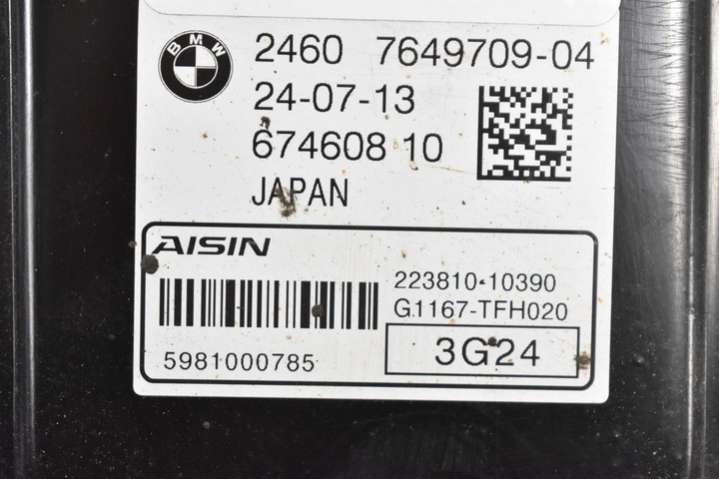 BMW
2460 7649709-04
24-07-13
674608 10
JAPAN
AISIN
223810-10390
G1167-TFH020
5981000785
3G24